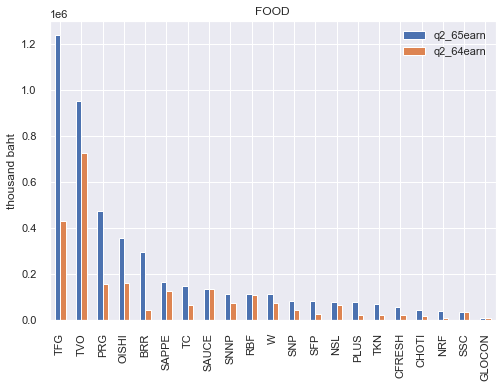 FOOD
1e6
q2_65earn
q2_64earn
thousand baht
1.2
1.0
0.8
0.6
0.4
0.2
0.0
TFG
TVO
PRG
OISHI
BRR
SAPPE
TC
SAUCE
SNNP
RBF
W
SNP
SFP
NSL
PLUS
TKN
CFRESH
CHOTI
NRF
SSC
GLOCON